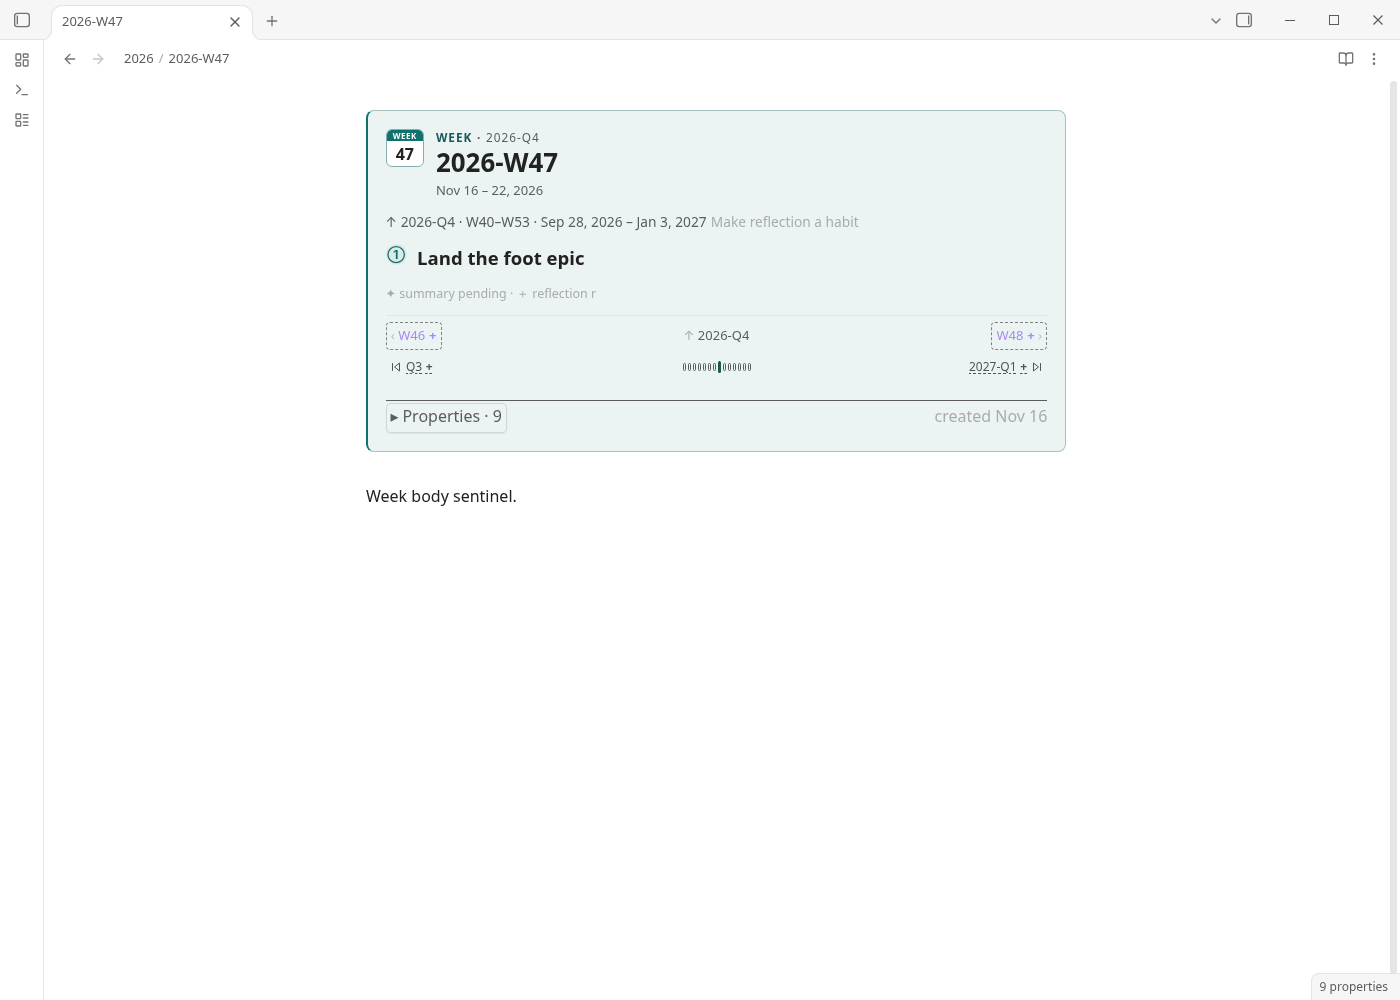 2026-W47
2026 / 2026-W47
WEEK
47
WEEK · 2026-Q4
2026-W47
Nov 16 – 22, 2026
↑ 2026-Q4 · W40–W53 · Sep 28, 2026 – Jan 3, 2027 Make reflection a habit
1 Land the foot epic
✦ summary pending · + reflection r
‹ W46 + ↑ 2026-Q4 W48 + ›
Q3 + 2027-Q1 +
▸ Properties · 9 created Nov 16
Week body sentinel.
9 properties